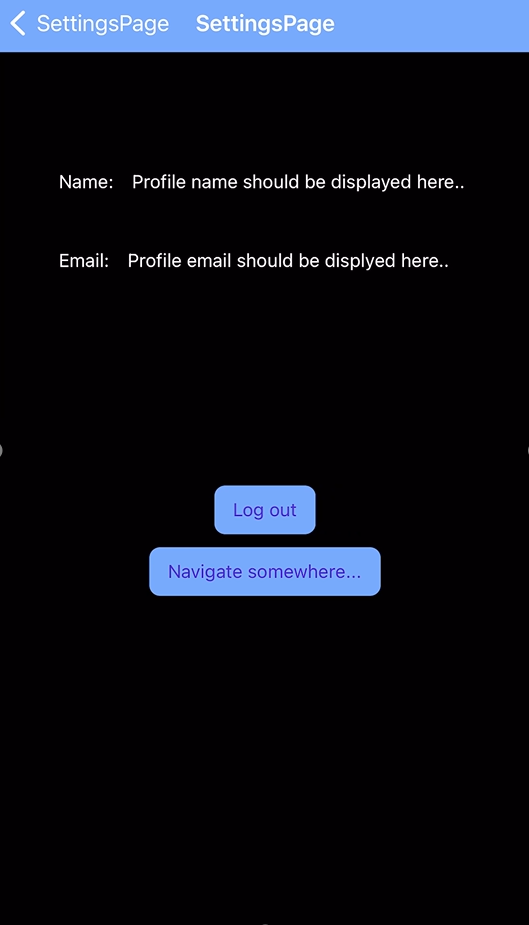 SettingsPage SettingsPage
Name: Profile name should be displayed here..
Email: Profile email should be displyed here..
Log out
Navigate somewhere...